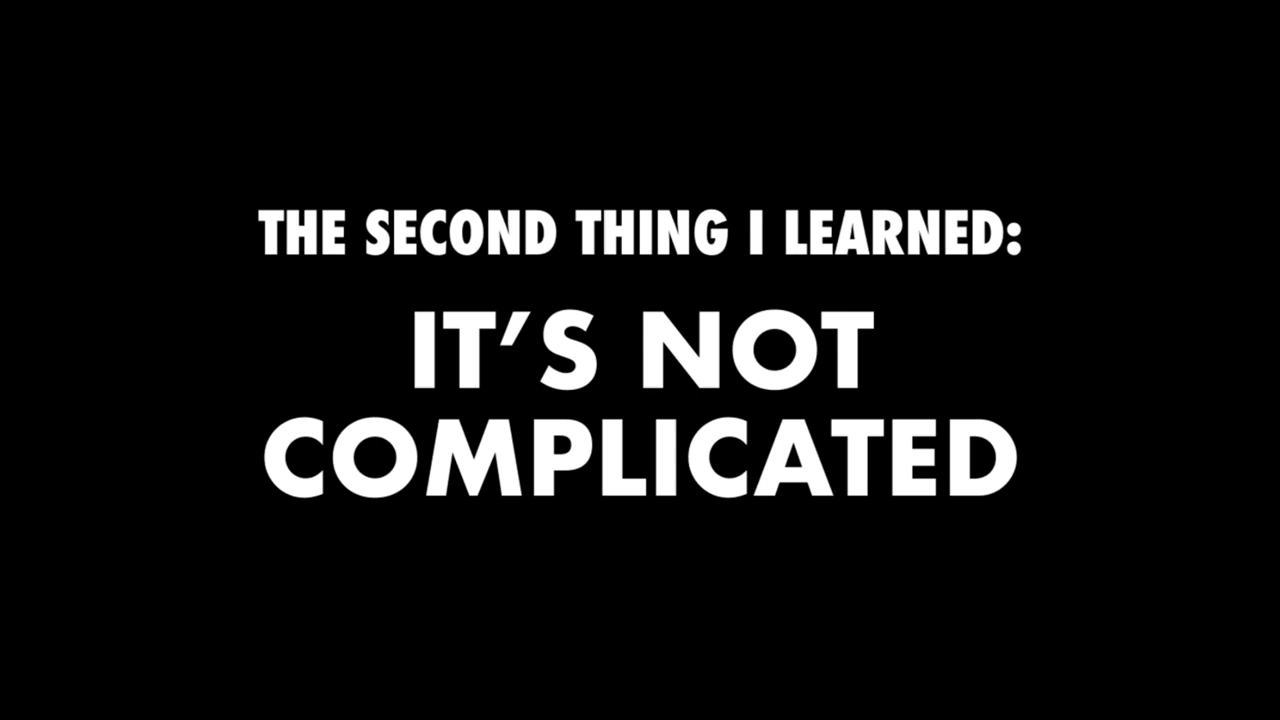 THE SECOND THING I LEARNED:
IT’S NOT
COMPLICATED